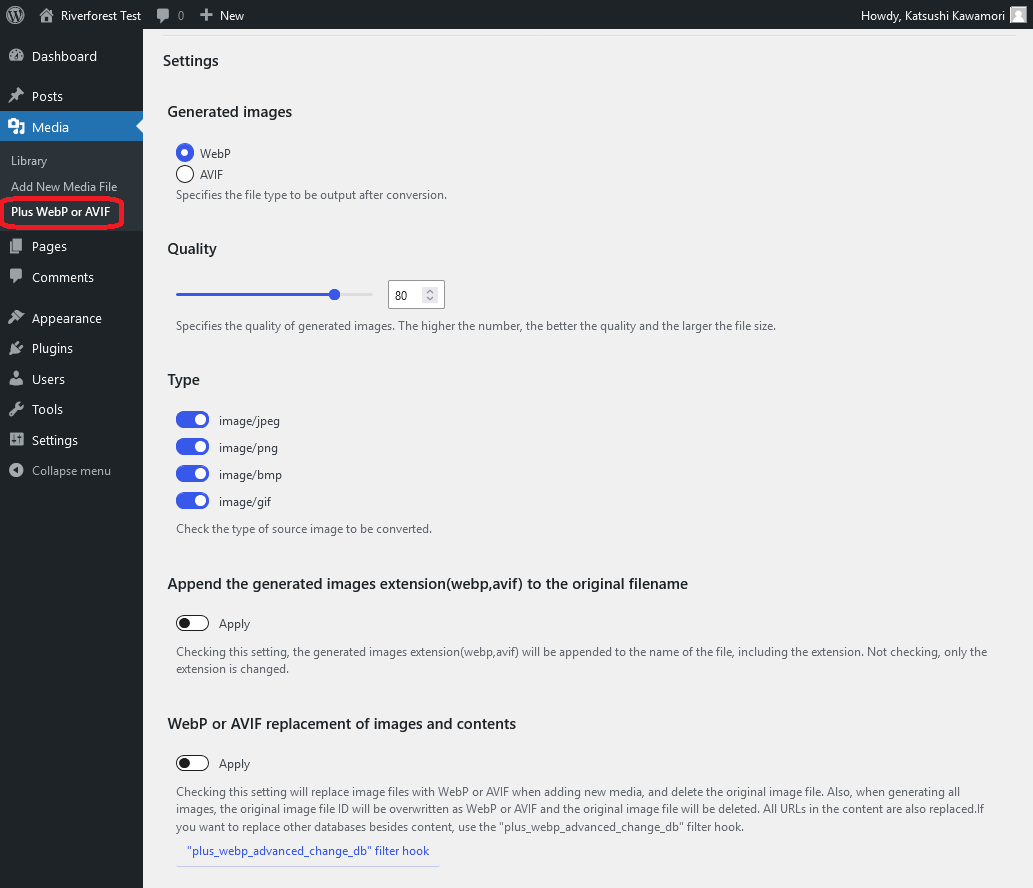 Riverforest Test
0
New
Howdy, Katsushi Kawamori
Dashboard
Posts
Media
Library
Add New Media File
Plus WebP or AVIF
Pages
Comments
Appearance
Plugins
Users
Tools
Settings
Collapse menu
Settings
Generated images
WebP
AVIF
Specifies the file type to be output after conversion.
Quality
80
Specifies the quality of generated images. The higher the number, the better the quality and the larger the file size.
Type
image/jpeg
image/png
image/bmp
image/gif
Check the type of source image to be converted.
Append the generated images extension(webp,avif) to the original filename
Apply
Checking this setting, the generated images extension(webp,avif) will be appended to the name of the file, including the extension. Not checking, only the
extension is changed.
WebP or AVIF replacement of images and contents
Apply
Checking this setting will replace image files with WebP or AVIF when adding new media, and delete the original image file. Also, when generating all
images, the original image file ID will be overwritten as WebP or AVIF and the original image file will be deleted. All URLs in the content are also replaced.If
you want to replace other databases besides content, use the "plus_webp_advanced_change_db" filter hook.
"plus_webp_advanced_change_db" filter hook